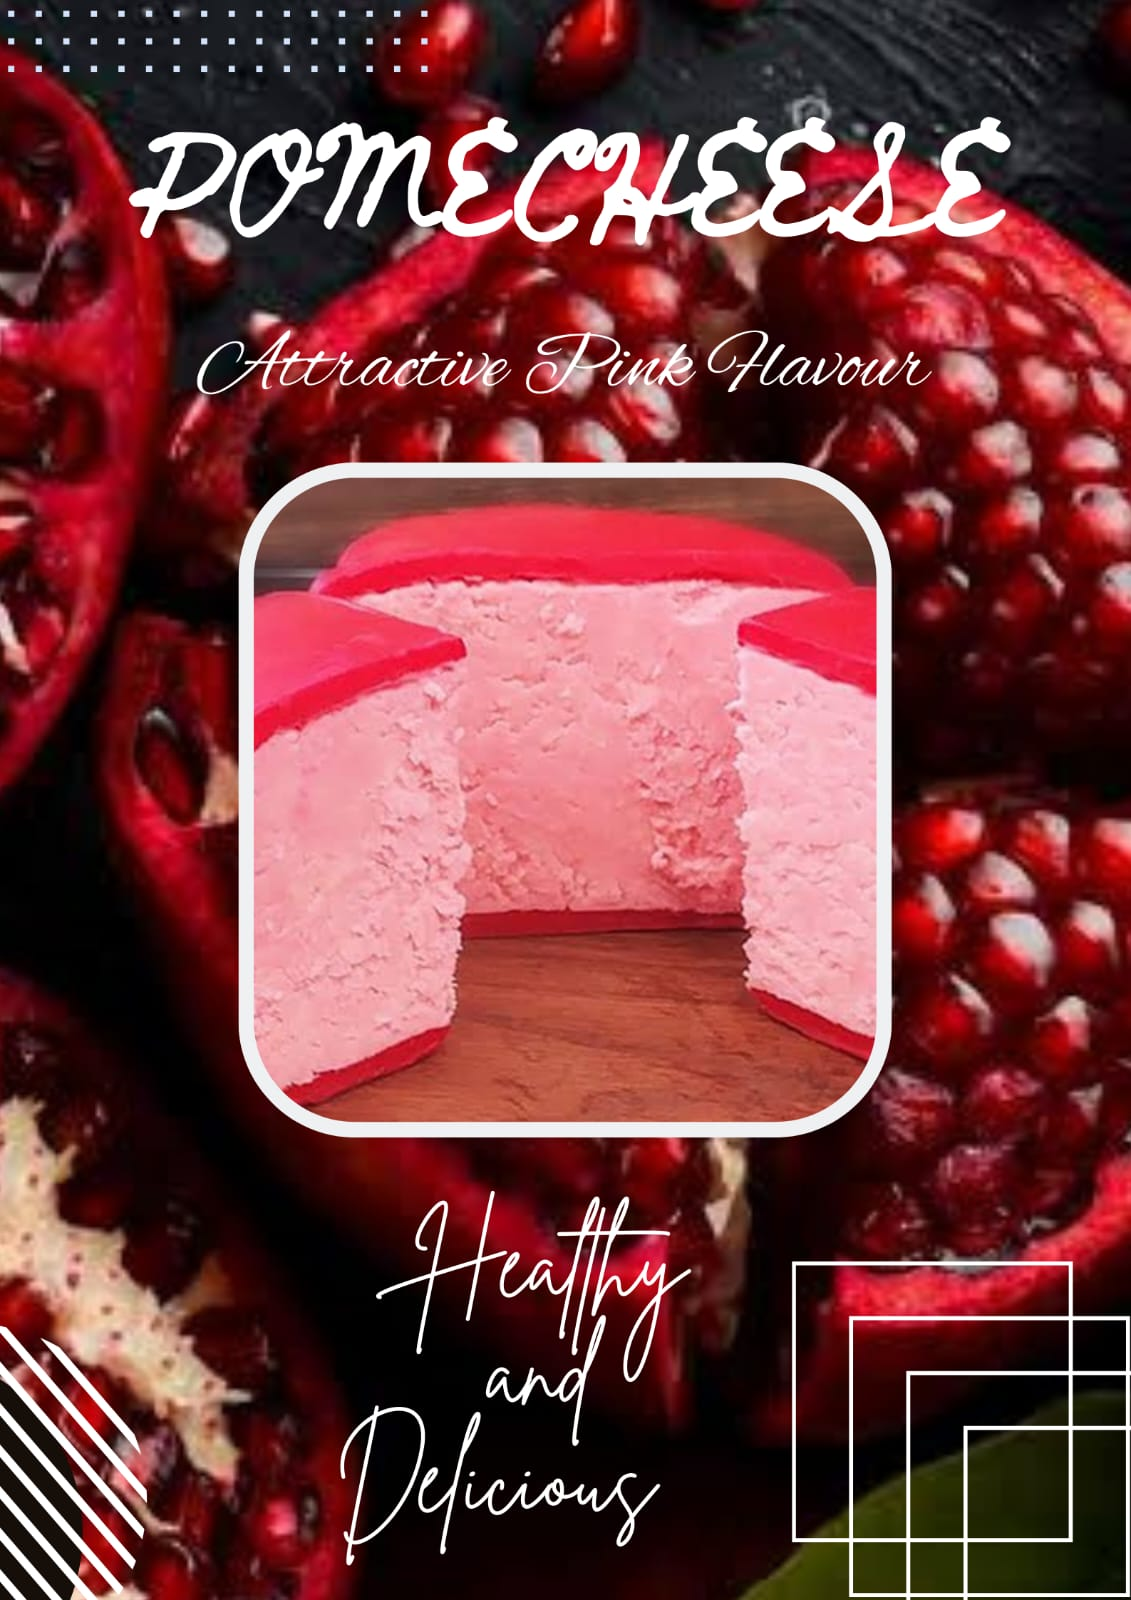 POMECHEESE
Attractive Pink Flavour
Healthy
and
Delicious